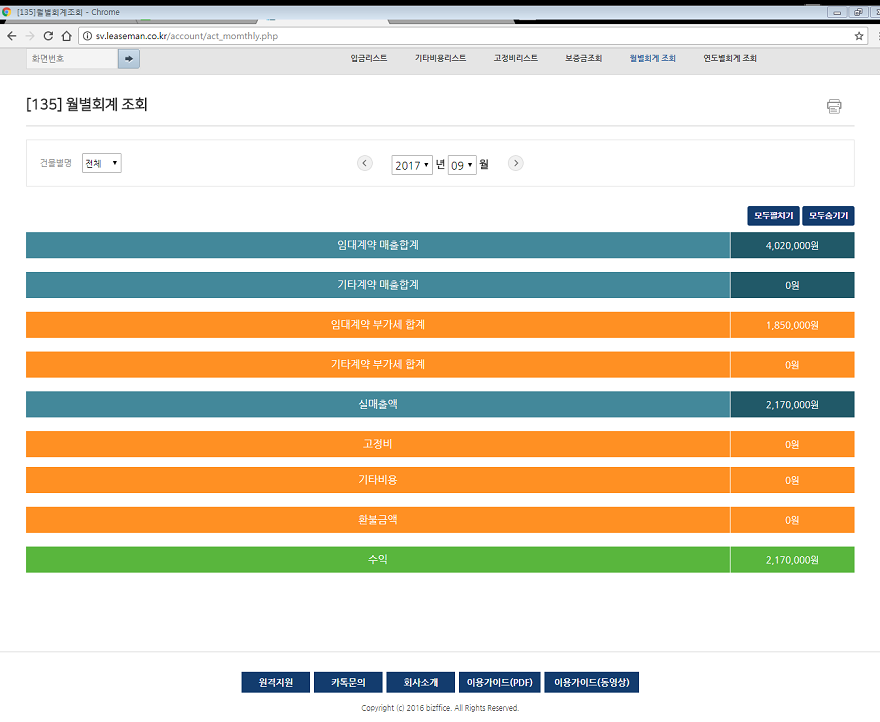 [135]월별회계조회 - Chrome
sv.leaseman.co.kr/account/act_momthly.php
화면번호 입금리스트 기타비용리스트 고정비리스트 보증금조회 월별회계 조회 연도별회계 조회
[135] 월별회계 조회
건물별명 전체 2017 년 09 월
모두펼치기 모두숨기기
임대계약 매출합계 4,020,000원
기타계약 매출합계 0원
임대계약 부가세 합계 1,850,000원
기타계약 부가세 합계 0원
실매출액 2,170,000원
고정비 0원
기타비용 0원
환불금액 0원
수익 2,170,000원
원격지원 카톡문의 회사소개 이용가이드(PDF) 이용가이드(동영상)
Copyright (c) 2016 bizffice. All Rights Reserved.